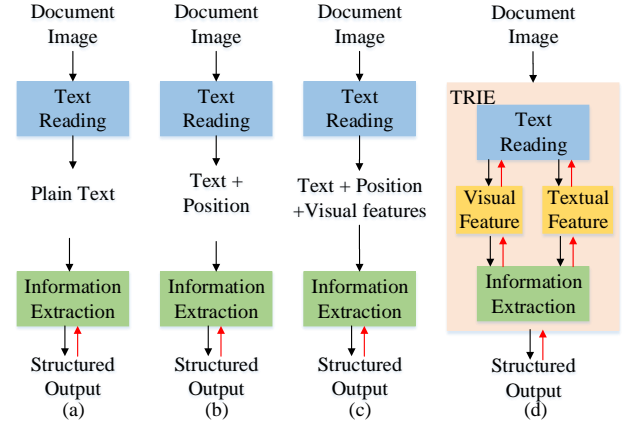 Document
Image
Text
Reading
Plain Text
Information
Extraction
Structured
Output
(a)
Document
Image
Text
Reading
Text +
Position
Information
Extraction
Structured
Output
(b)
Document
Image
Text
Reading
Text + Position
+Visual features
Information
Extraction
Structured
Output
(c)
Document
Image
TRIE
Text
Reading
Visual
Feature
Textual
Feature
Information
Extraction
Structured
Output
(d)